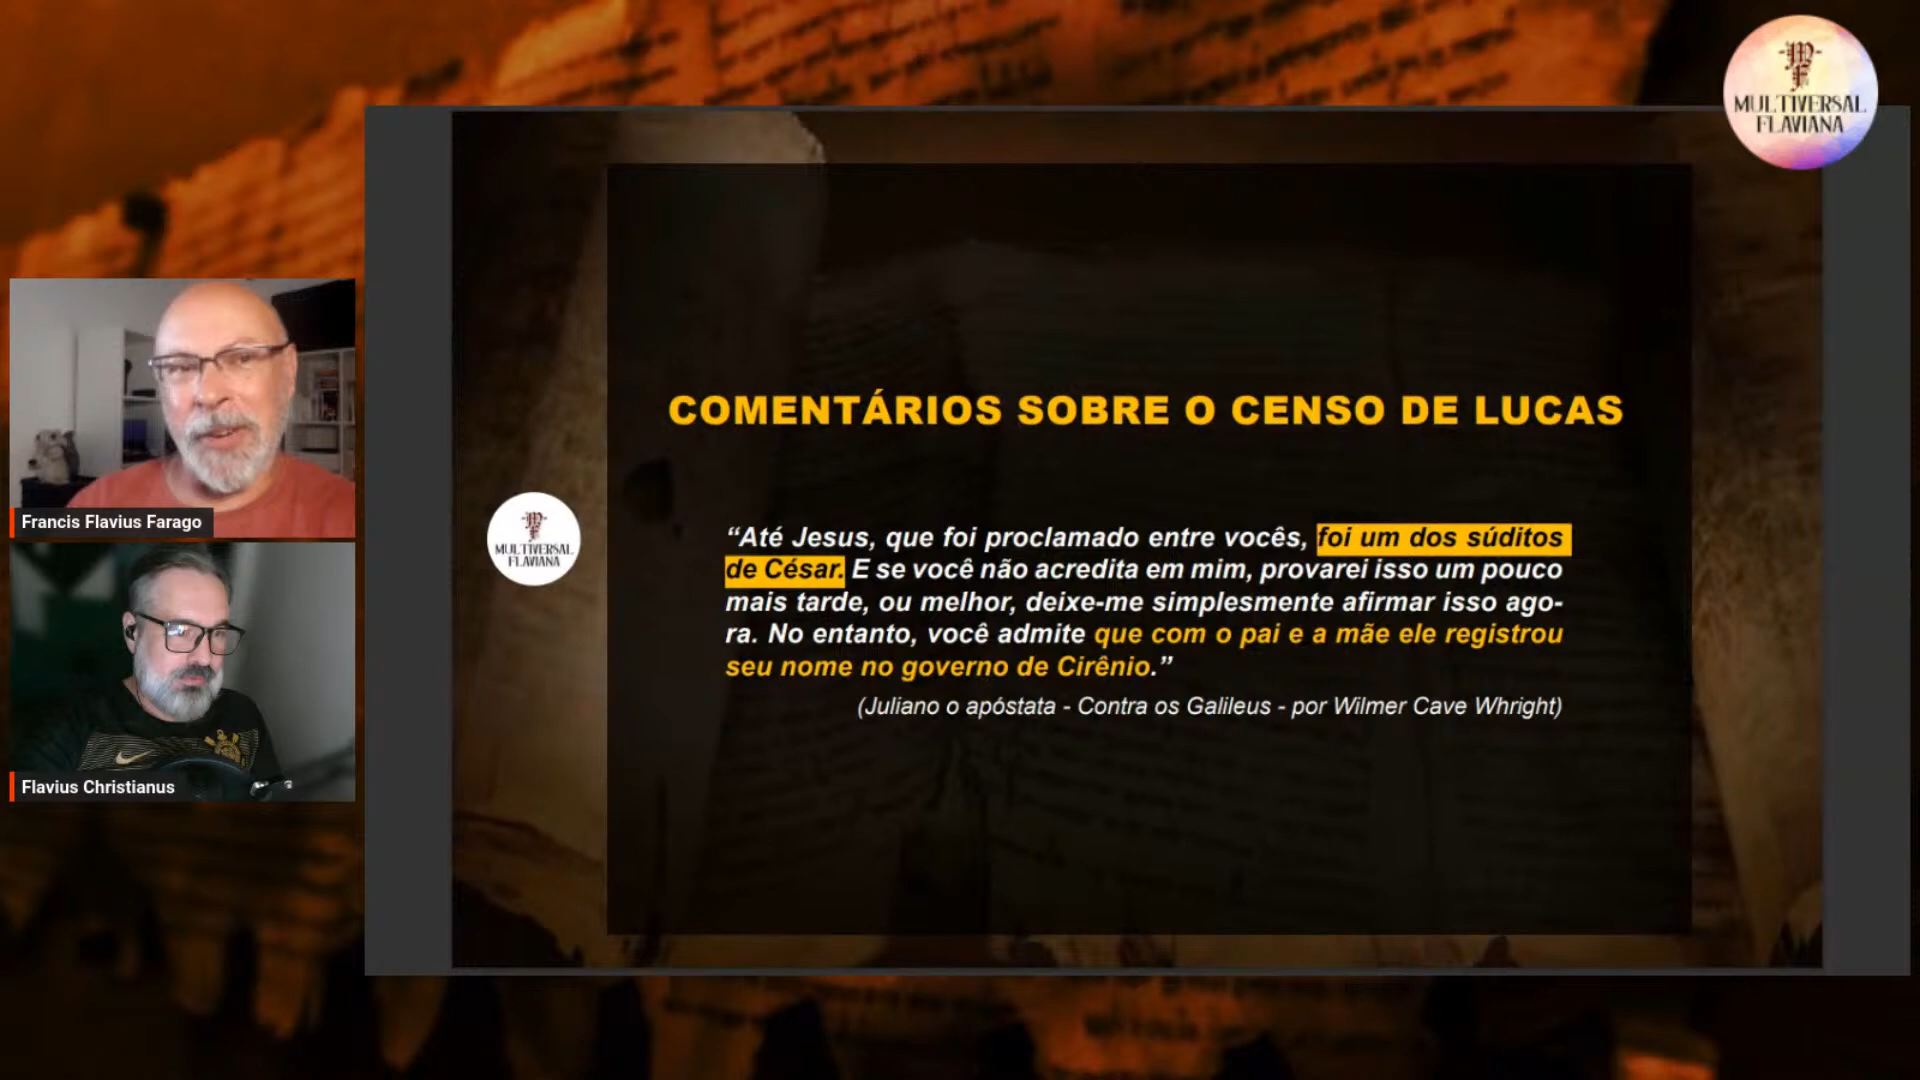 MULTIVERSAL
FLAVIANA
COMENTÁRIOS SOBRE O CENSO DE LUCAS
MULTIVERSAL
FLAVIANA
“Até Jesus, que foi proclamado entre vocês, foi um dos súditos
de César. E se você não acredita em mim, provarei isso um pouco
mais tarde, ou melhor, deixe-me simplesmente afirmar isso ago-
ra. No entanto, você admite que com o pai e a mãe ele registrou
seu nome no governo de Cirênio.”
(Juliano o apóstata - Contra os Galileus - por Wilmer Cave Whright)
Francis Flavius Farago
Flavius Christianus